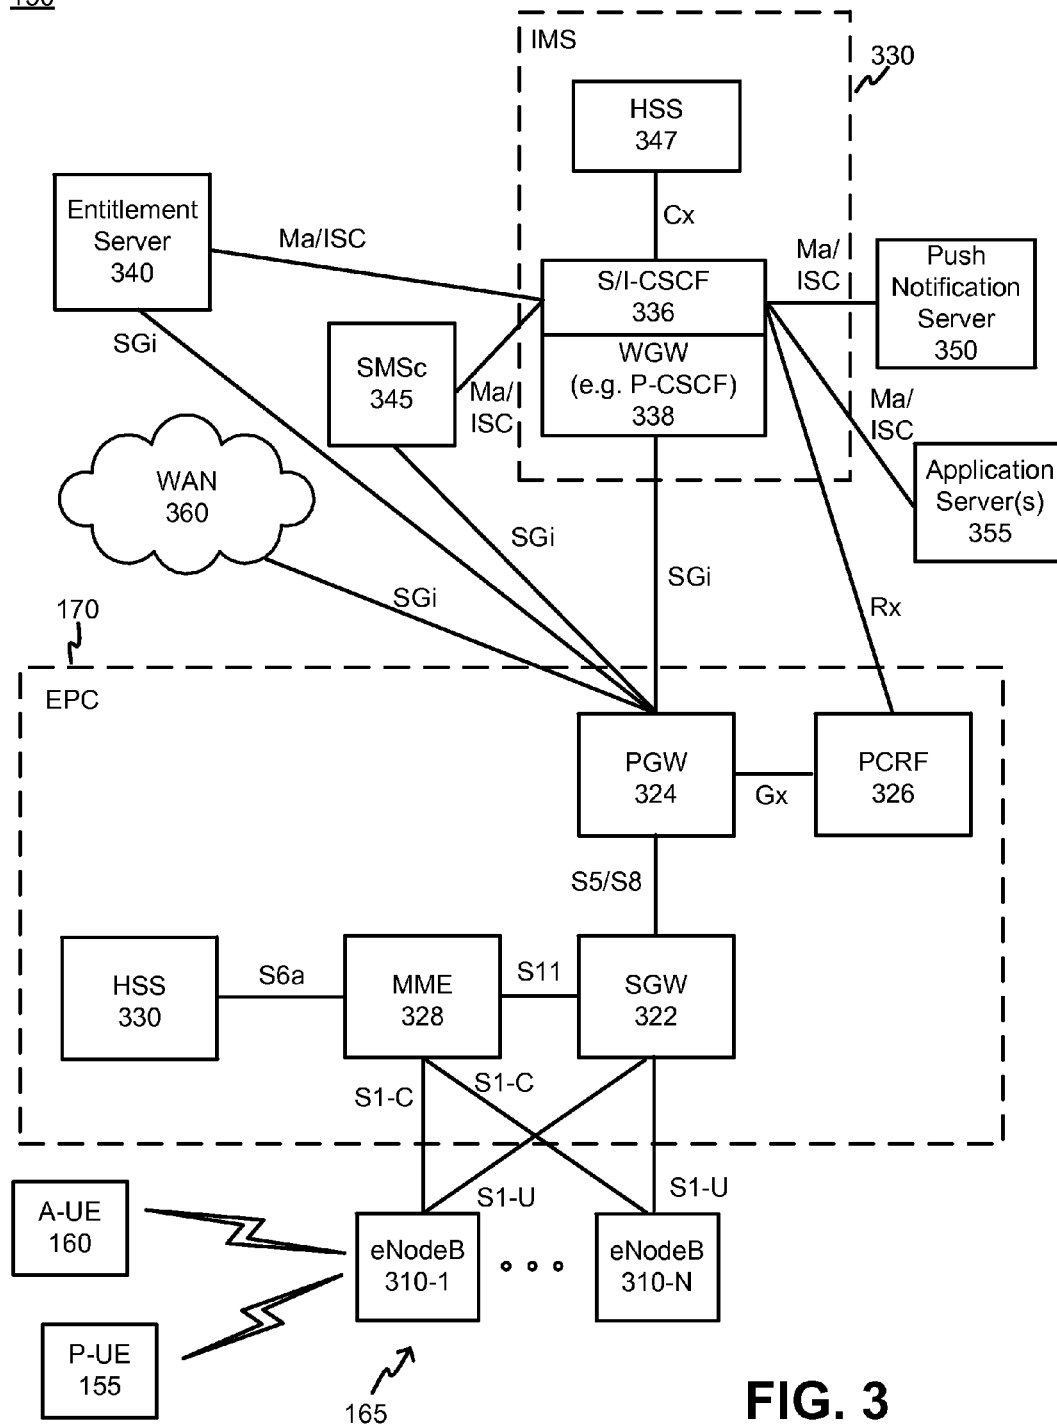 IMS
330
HSS
347
Cx
Entitlement
Server
340
Ma/ISC
S/I-CSCF
336
WGW
(e.g. P-CSCF)
338
Ma/
ISC
Push
Notification
Server
350
SGi
SMSc
345
Ma/
ISC
Ma/
ISC
WAN
360
Application
Server(s)
355
SGi
SGi
SGi
Rx
170
EPC
PGW
324
Gx
PCRF
326
S5/S8
HSS
330
S6a
MME
328
S11
SGW
322
S1-C
S1-C
S1-U
S1-U
A-UE
160
eNodeB
310-1
eNodeB
310-N
P-UE
155
165
FIG. 3